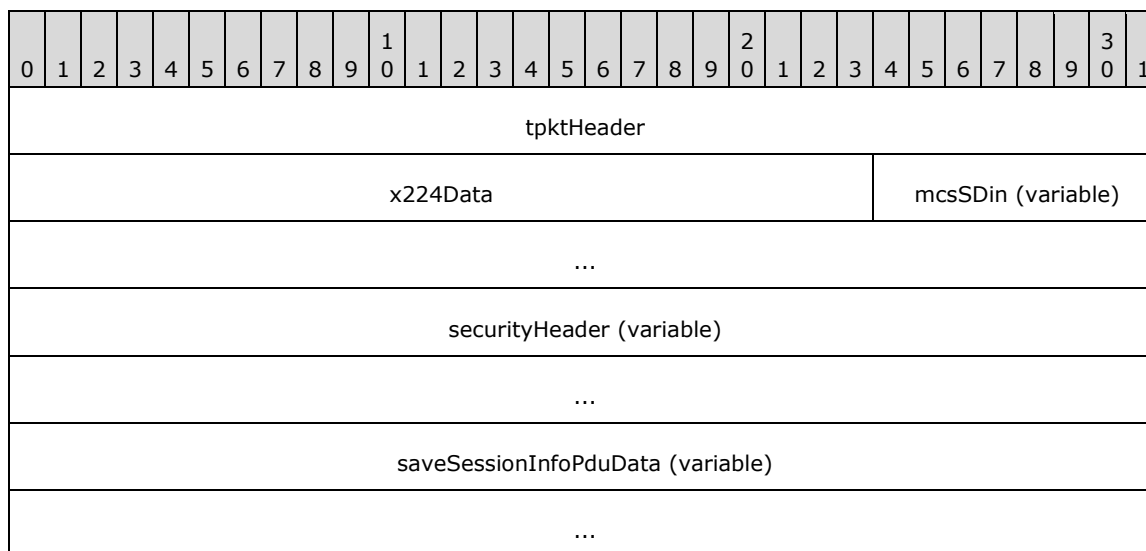 1 2 3
0 1 2 3 4 5 6 7 8 9 0 1 2 3 4 5 6 7 8 9 0 1 2 3 4 5 6 7 8 9 0 1
tpktHeader
x224Data mcsSDin (variable)
...
securityHeader (variable)
...
saveSessionInfoPduData (variable)
...